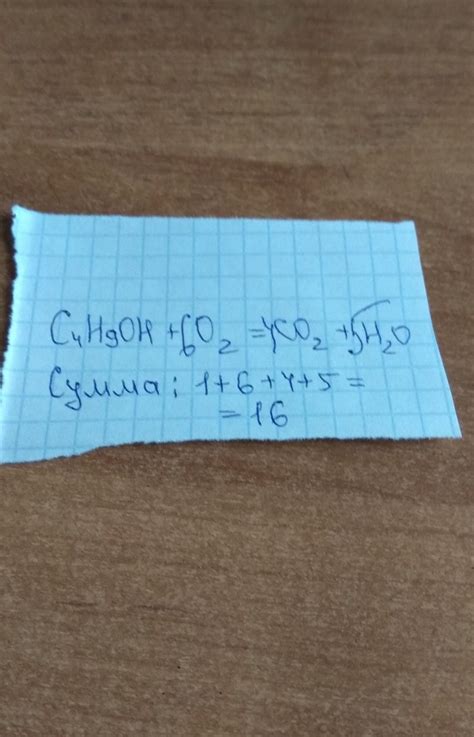 C₄H9OH + 6O₂ = 4CO₂ + 5H₂O
Сумма: 1+6+4+5 =
= 16